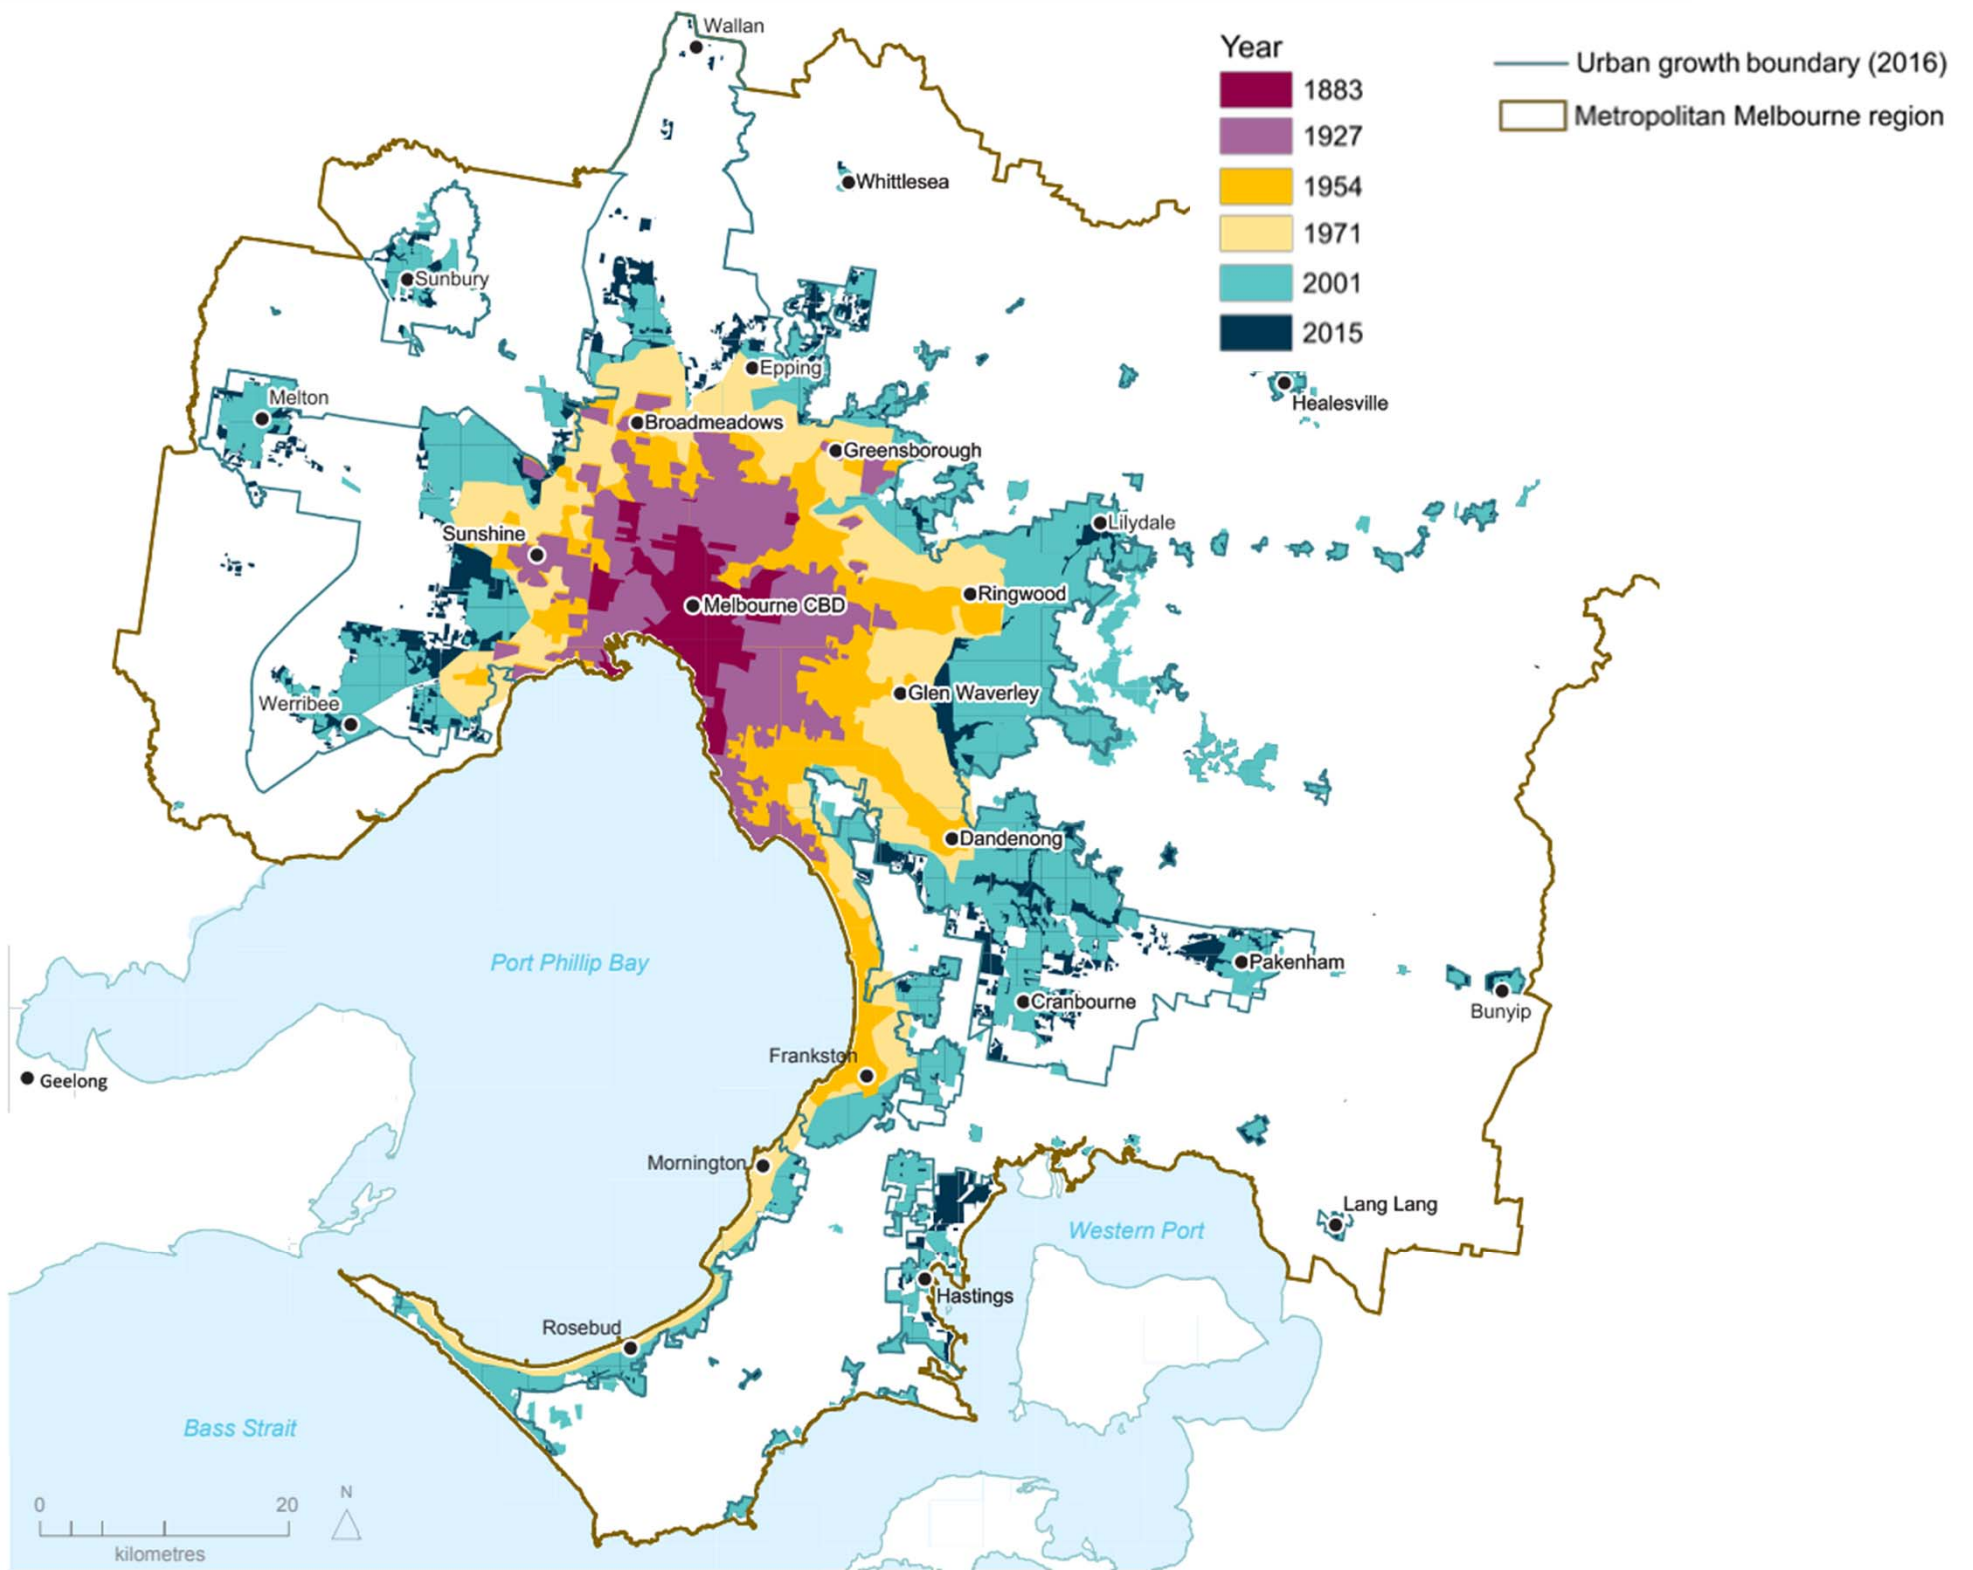 Wallan
Year
1883
1927
1954
1971
2001
2015
Urban growth boundary (2016)
Metropolitan Melbourne region
Whittlesea
Sunbury
Epping
Melton
Healesville
Broadmeadows
Greensborough
Lilydale
Sunshine
Ringwood
Melbourne CBD
Glen Waverley
Werribee
Dandenong
Port Phillip Bay
Pakenham
Cranbourne
Bunyip
Frankston
Geelong
Mornington
Lang Lang
Western Port
Hastings
Rosebud
Bass Strait
0 20
kilometres
N